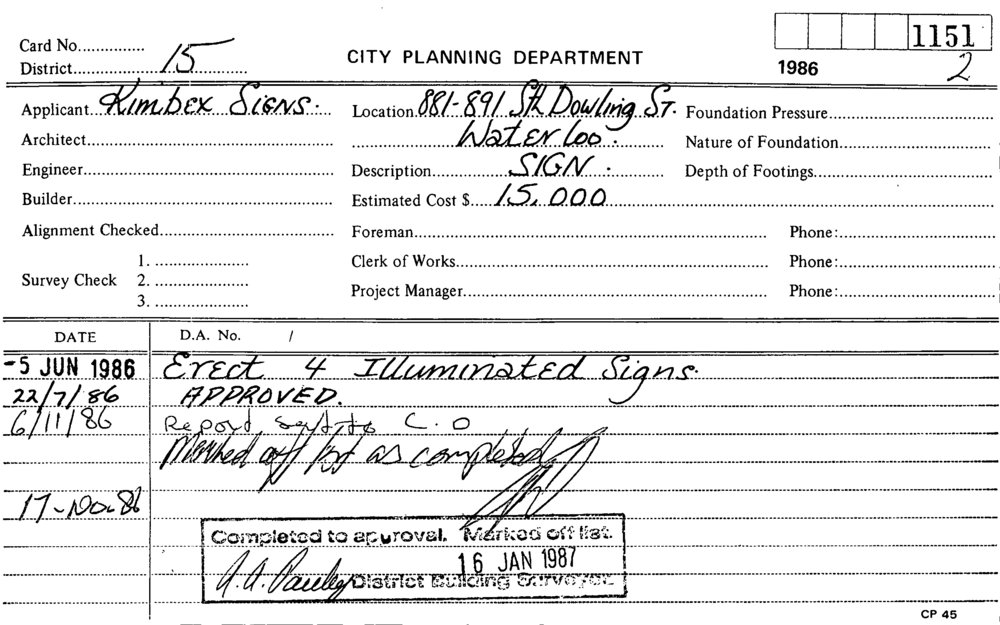 Card No............... CITY PLANNING DEPARTMENT 1151
District............... 15 1986 2
Applicant Kimbex Signs. Location 881-891 Sth Dowling St. Foundation Pressure
Architect Waterloo. Nature of Foundation
Engineer Description SIGN. Depth of Footings
Builder Estimated Cost $ 15,000
Alignment Checked Foreman Phone:
1. Clerk of Works Phone:
Survey Check 2.
3. Project Manager Phone:
DATE D.A. No. /
-5 JUN 1986 Erect 4 Illuminated Signs.
22/7/86 APPROVED.
6/11/86 Report sent to C.O
Marked off list as completed
17-Nov-86
Completed to approval. Marked off list.
16 JAN 1987
District Building Surveyor.
CP 45